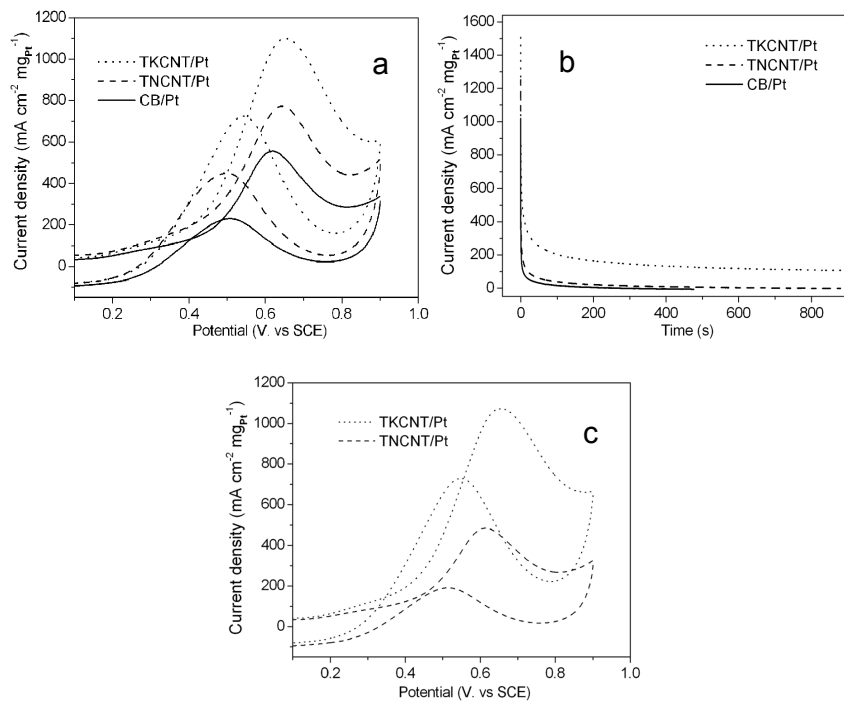 1200
1000
800
600
400
200
0
Current density (mA cm-2 mgPt-1)
TKCNT/Pt
TNCNT/Pt
CB/Pt
a
0.2
0.4
0.6
0.8
1.0
Potential (V. vs SCE)
1600
1400
1200
1000
800
600
400
200
0
Current density (mA cm-2 mgPt-1)
TKCNT/Pt
TNCNT/Pt
CB/Pt
b
0
200
400
600
800
Time (s)
1200
1000
800
600
400
200
0
Current density (mA cm-2 mgPt-1)
TKCNT/Pt
TNCNT/Pt
c
0.2
0.4
0.6
0.8
1.0
Potential (V. vs SCE)